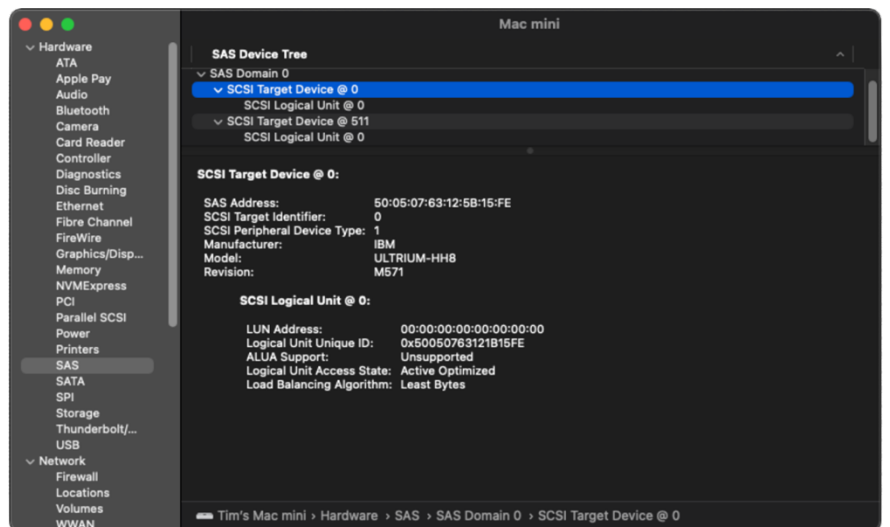 Mac mini
Hardware
ATA
Apple Pay
Audio
Bluetooth
Camera
Card Reader
Controller
Diagnostics
Disc Burning
Ethernet
Fibre Channel
FireWire
Graphics/Disp...
Memory
NVMExpress
PCI
Parallel SCSI
Power
Printers
SAS
SATA
SPI
Storage
Thunderbolt/...
USB
Network
Firewall
Locations
Volumes
WWAN
SAS Device Tree
SAS Domain 0
SCSI Target Device @ 0
SCSI Logical Unit @ 0
SCSI Target Device @ 511
SCSI Logical Unit @ 0
SCSI Target Device @ 0:
SAS Address: 50:05:07:63:12:5B:15:FE
SCSI Target Identifier: 0
SCSI Peripheral Device Type: 1
Manufacturer: IBM
Model: ULTRIUM-HH8
Revision: M571
SCSI Logical Unit @ 0:
LUN Address: 00:00:00:00:00:00:00:00
Logical Unit Unique ID: 0x50050763121B15FE
ALUA Support: Unsupported
Logical Unit Access State: Active Optimized
Load Balancing Algorithm: Least Bytes
Tim's Mac mini › Hardware › SAS › SAS Domain 0 › SCSI Target Device @ 0